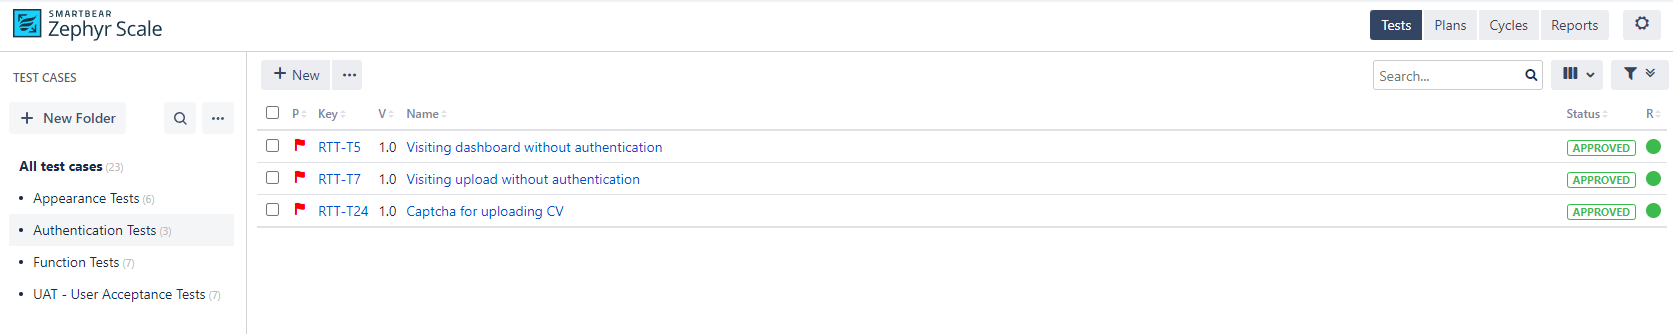 SMARTBEAR
Zephyr Scale
Tests Plans Cycles Reports
TEST CASES
+ New Folder ...
All test cases (23)
• Appearance Tests (6)
• Authentication Tests (3)
• Function Tests (7)
• UAT - User Acceptance Tests (7)
+ New ...
Search...
P Key V Name Status R
RTT-T5 1.0 Visiting dashboard without authentication APPROVED
RTT-T7 1.0 Visiting upload without authentication APPROVED
RTT-T24 1.0 Captcha for uploading CV APPROVED